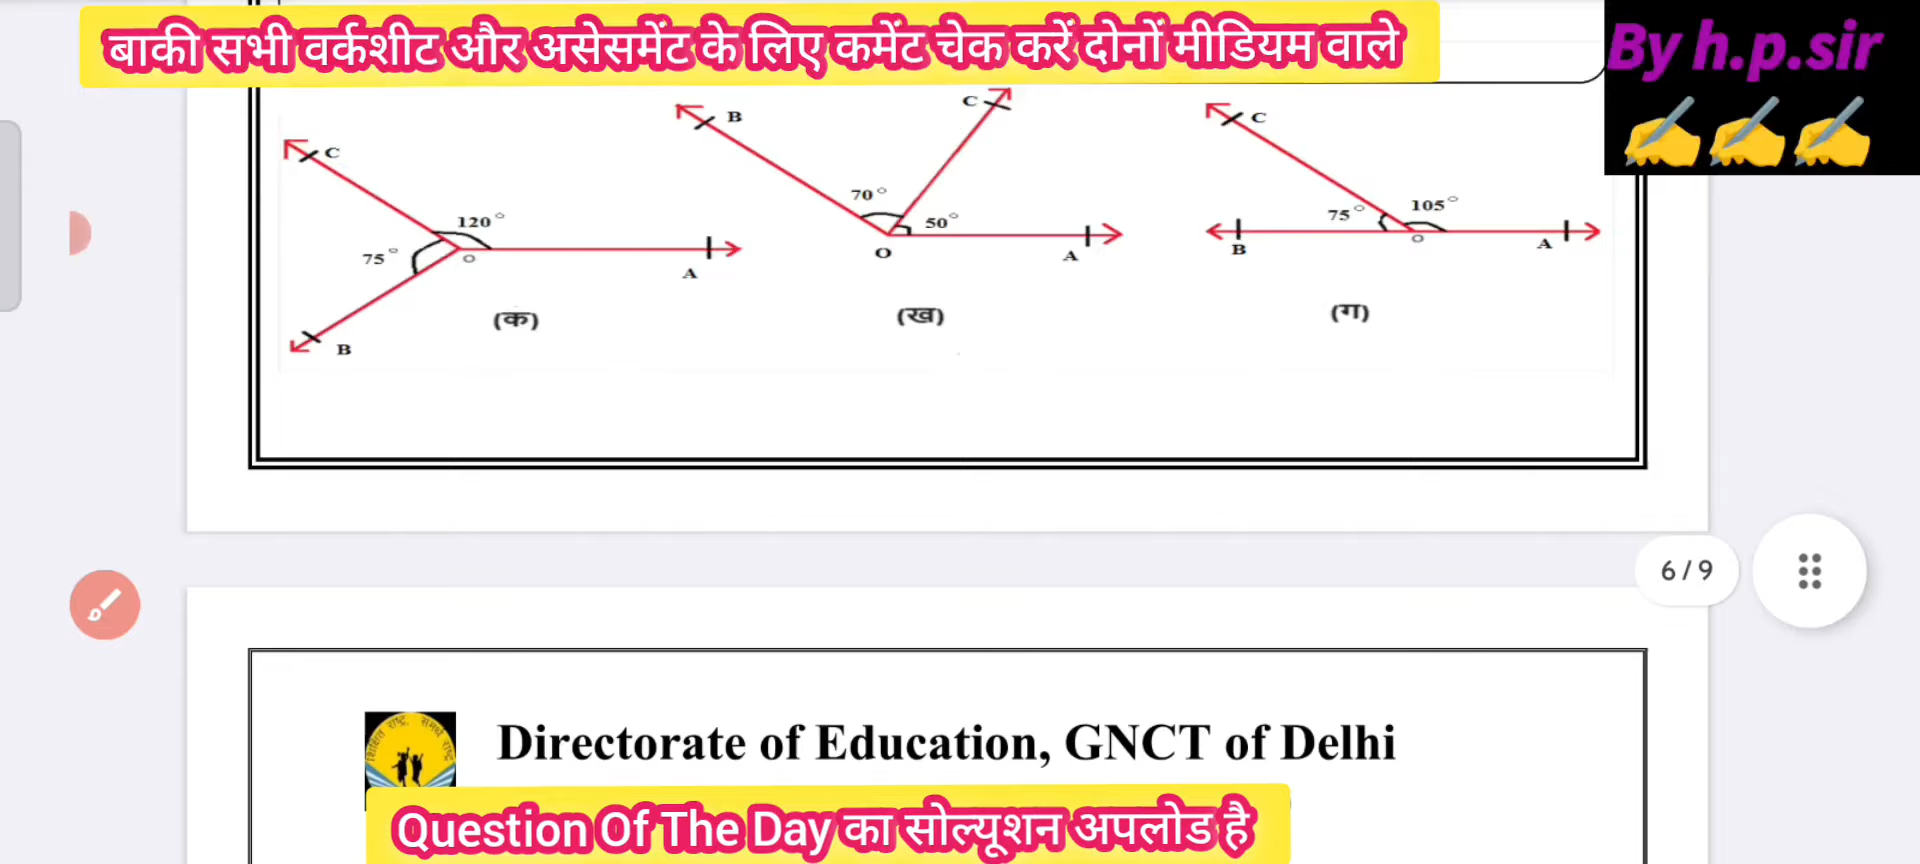 बाकी सभी वर्कशीट और असेसमेंट के लिए कमेंट चेक करें दोनों मीडियम वाले
By h.p.sir
C
120°
75°
O
A
B
(क)
B
C
70°
50°
O
A
(ख)
C
75°
105°
O
B
A
(ग)
6 / 9
Directorate of Education, GNCT of Delhi
Question Of The Day का सोल्यूशन अपलोड है